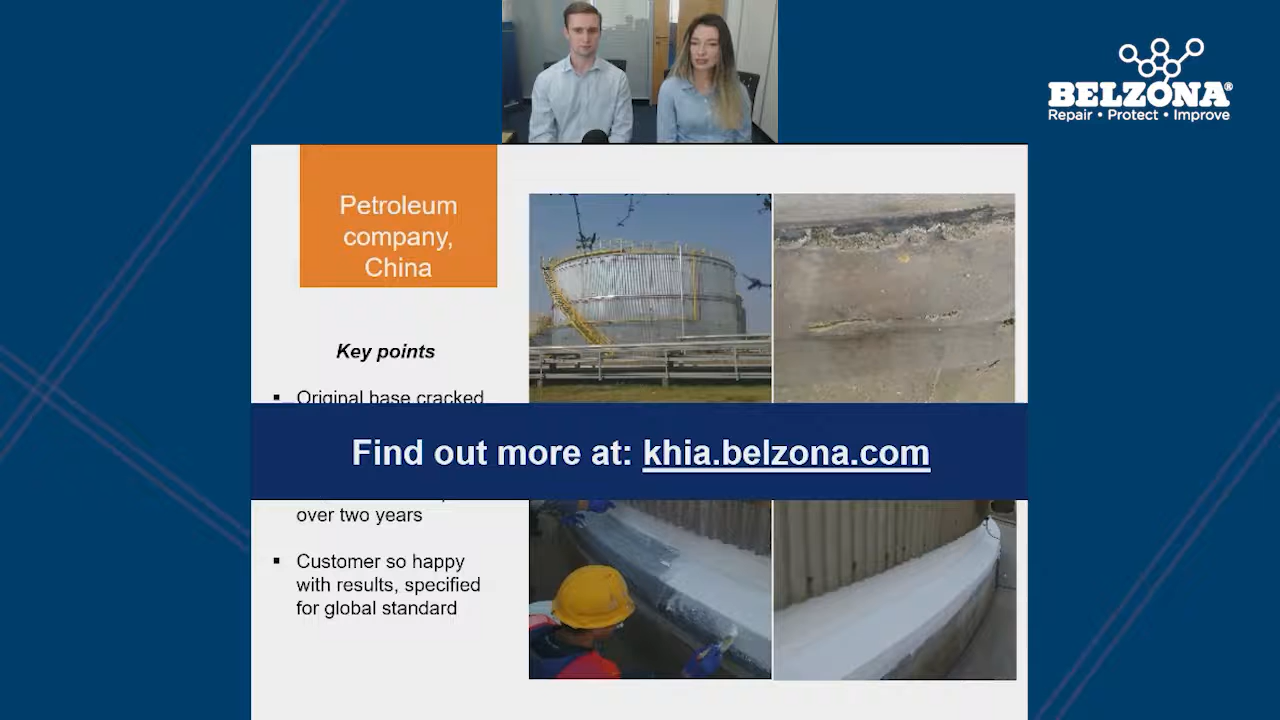 BELZONA®
Repair • Protect • Improve
Petroleum
company,
China
Key points
▪ Original base cracked
Find out more at: khia.belzona.com
over two years
▪ Customer so happy
with results, specified
for global standard